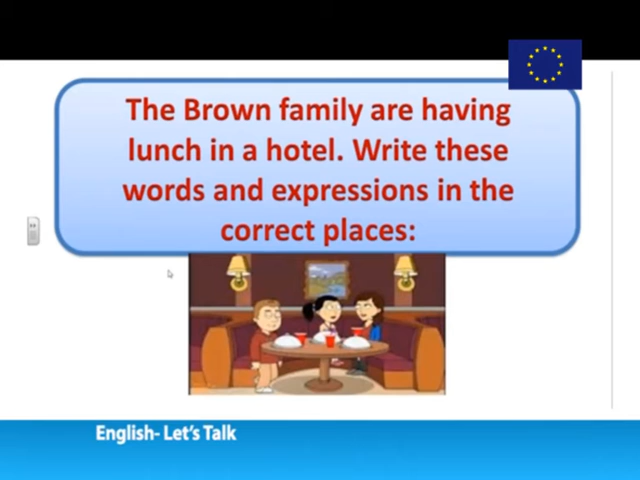 The Brown family are having
lunch in a hotel. Write these
words and expressions in the
correct places:
English- Let's Talk